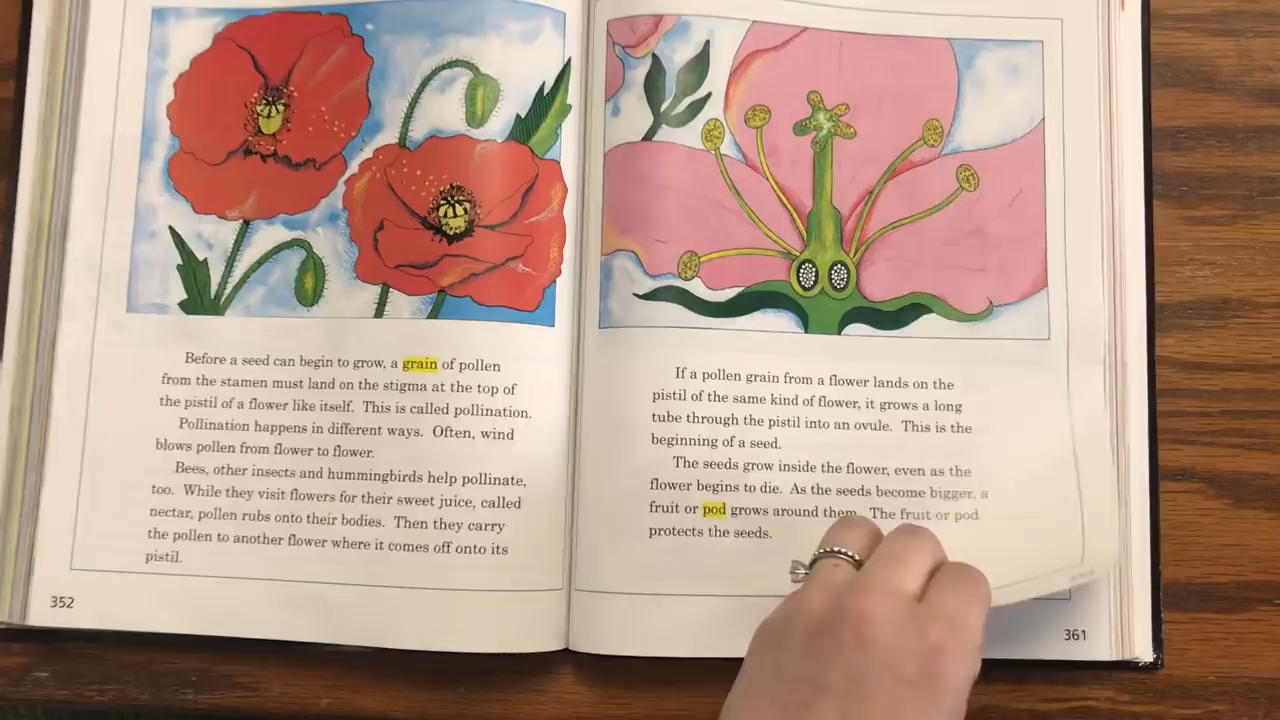 Before a seed can begin to grow, a grain of pollen
from the stamen must land on the stigma at the top of
the pistil of a flower like itself. This is called pollination.
Pollination happens in different ways. Often, wind
blows pollen from flower to flower.
Bees, other insects and hummingbirds help pollinate,
too. While they visit flowers for their sweet juice, called
nectar, pollen rubs onto their bodies. Then they carry
the pollen to another flower where it comes off onto its
pistil.
352
If a pollen grain from a flower lands on the
pistil of the same kind of flower, it grows a long
tube through the pistil into an ovule. This is the
beginning of a seed.
The seeds grow inside the flower, even as the
flower begins to die. As the seeds become bigger, a
fruit or pod grows around them. The fruit or pod
protects the seeds.
361